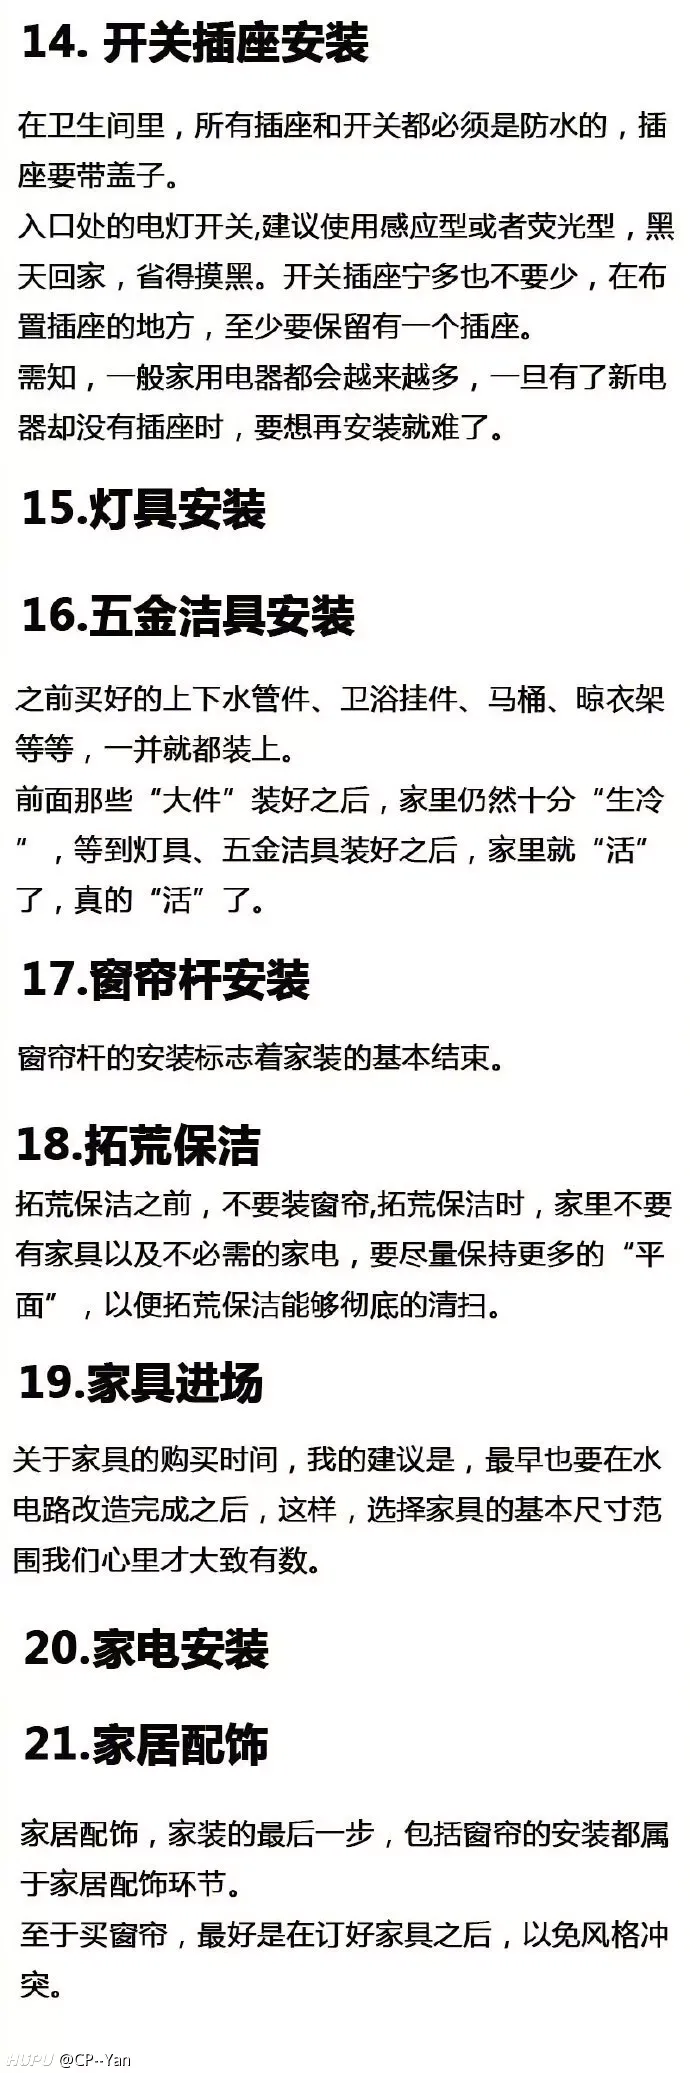 14. 开关插座安装
在卫生间里，所有插座和开关都必须是防水的，插
座要带盖子。
入口处的电灯开关,建议使用感应型或者荧光型，黑
天回家，省得摸黑。开关插座宁多也不要少，在布
置插座的地方，至少要保留有一个插座。
需知，一般家用电器都会越来越多，一旦有了新电
器却没有插座时，要想再安装就难了。
15.灯具安装
16.五金洁具安装
之前买好的上下水管件、卫浴挂件、马桶、晾衣架
等等，一并就都装上。
前面那些“大件”装好之后，家里仍然十分“生冷
”，等到灯具、五金洁具装好之后，家里就“活”
了，真的“活”了。
17.窗帘杆安装
窗帘杆的安装标志着家装的基本结束。
18.拓荒保洁
拓荒保洁之前，不要装窗帘,拓荒保洁时，家里不要
有家具以及不必需的家电，要尽量保持更多的“平
面”，以便拓荒保洁能够彻底的清扫。
19.家具进场
关于家具的购买时间，我的建议是，最早也要在水
电路改造完成之后，这样，选择家具的基本尺寸范
围我们心里才大致有数。
20.家电安装
21.家居配饰
家居配饰，家装的最后一步，包括窗帘的安装都属
于家居配饰环节。
至于买窗帘，最好是在订好家具之后，以免风格冲
突。
HUPU @CP--Yan